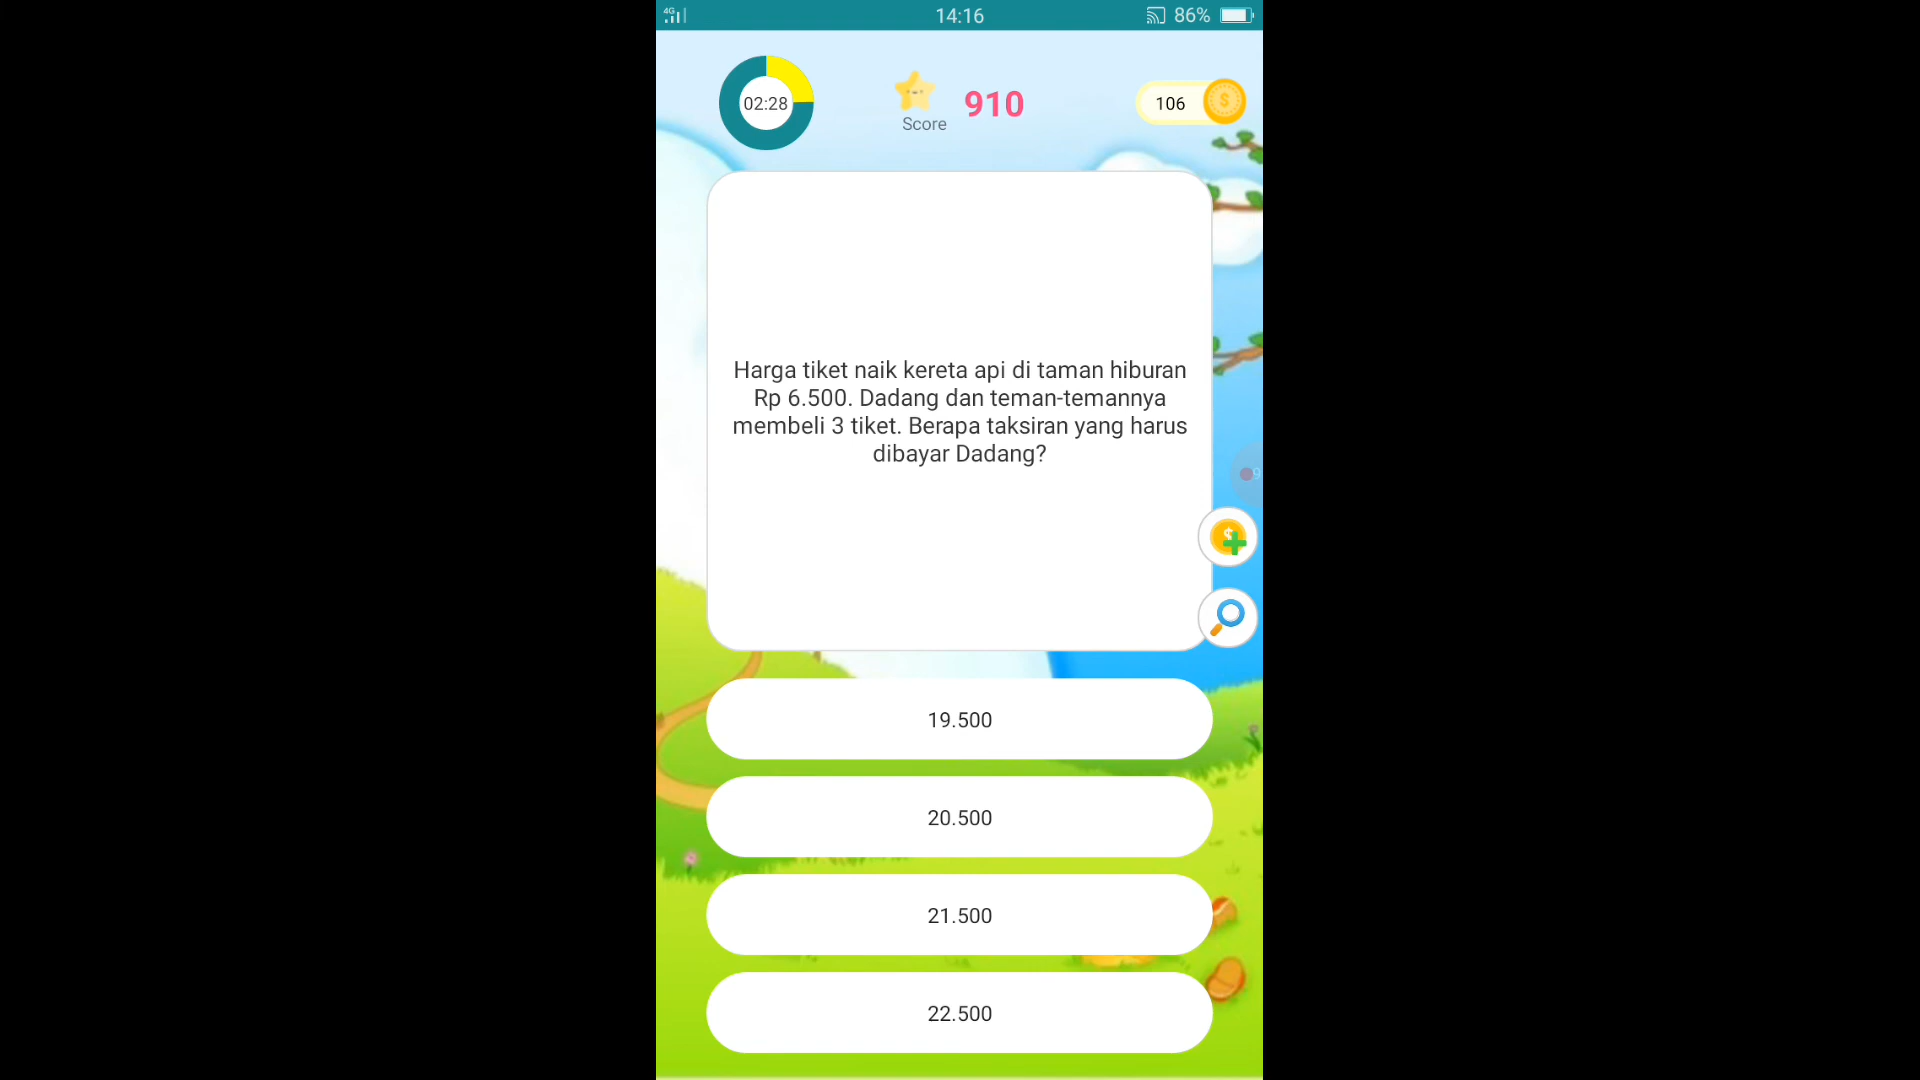 4G
14:16
86%
02:28
Score
910
106
Harga tiket naik kereta api di taman hiburan
Rp 6.500. Dadang dan teman-temannya
membeli 3 tiket. Berapa taksiran yang harus
dibayar Dadang?
19.500
20.500
21.500
22.500